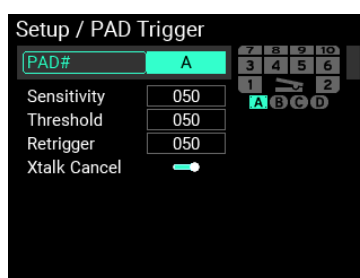 Setup / PAD Trigger
PAD# A
7 8 9 10
3 4 5 6
1 2
A B C D
Sensitivity 050
Threshold 050
Retrigger 050
Xtalk Cancel